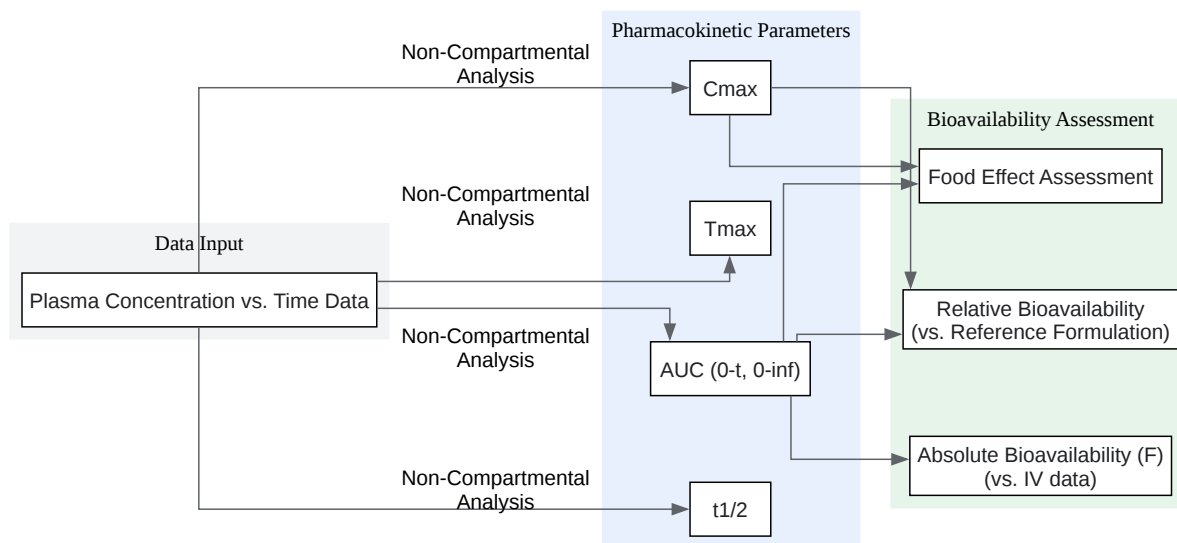 Pharmacokinetic Parameters
Non-Compartmental
Analysis
Cmax
Bioavailability Assessment
Food Effect Assessment
Non-Compartmental
Analysis
Tmax
Data Input
Plasma Concentration vs. Time Data
Relative Bioavailability
(vs. Reference Formulation)
Non-Compartmental
Analysis
AUC (0-t, 0-inf)
Absolute Bioavailability (F)
(vs. IV data)
Non-Compartmental
Analysis
t1/2